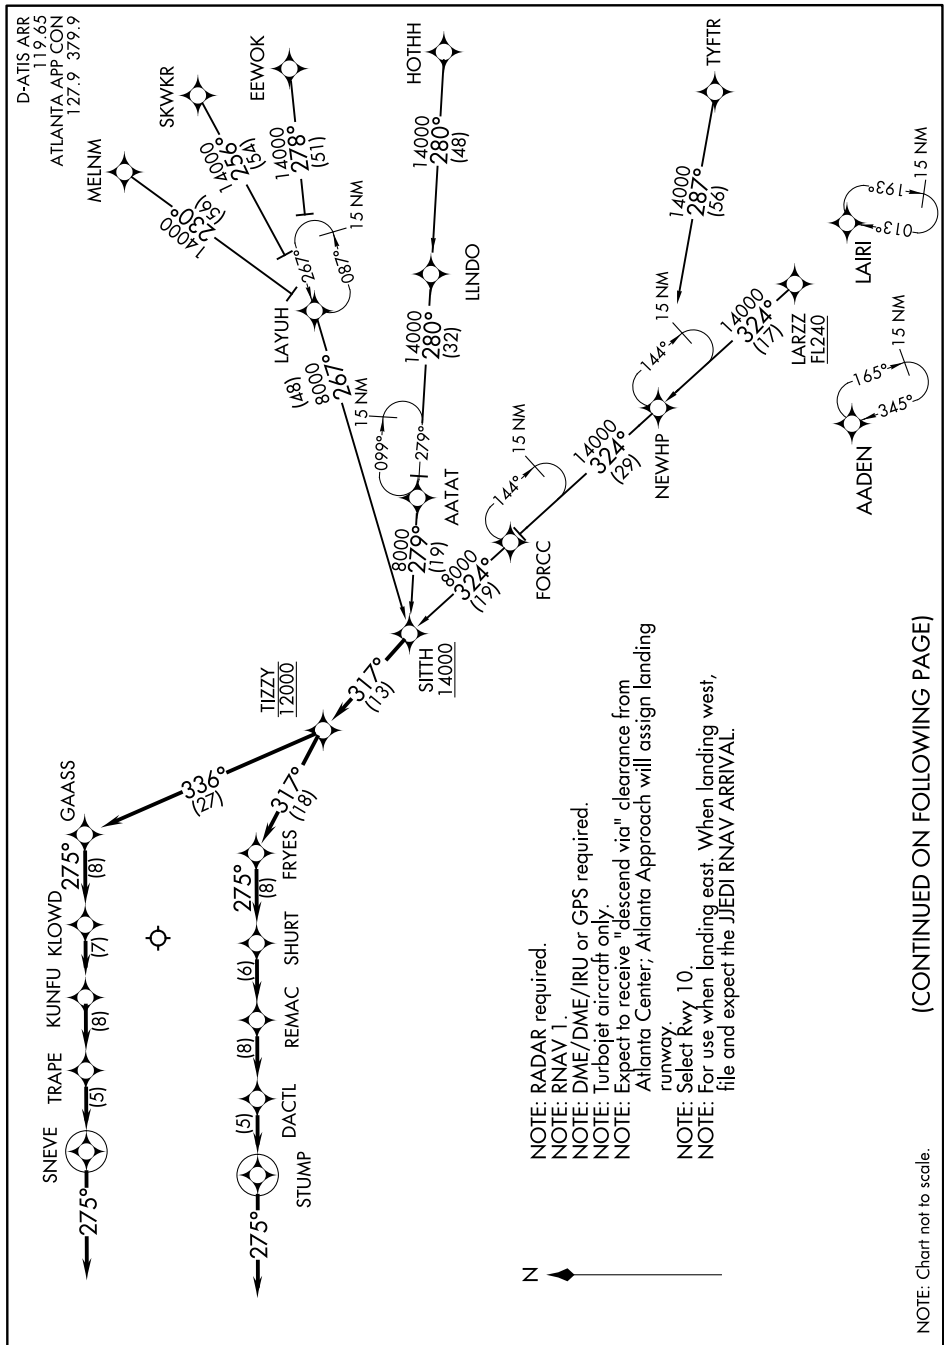 D-ATIS ARR
119.65
ATLANTA APP CON
127.9 379.9
MELNM
14000
230°
(56)
SKWKR
14000
256°
(54)
EEWOK
14000
278°
(51)
LAYUH
267°
087°
15 NM
8000
267°
(48)
HOTHH
14000
280°
(48)
LLNDO
14000
280°
(32)
AATAT
099°
279°
15 NM
8000
279°
(19)
TYFTR
14000
287°
(56)
LARZZ
FL240
14000
324°
(17)
NEWHP
144°
15 NM
14000
324°
(29)
FORCC
144°
15 NM
8000
324°
(19)
SITTH
14000
317°
(13)
TIZZY
12000
336°
(27)
317°
(18)
GAASS
275°
(8)
KLOWD
(7)
KUNFU
(8)
TRAPE
(5)
SNEVE
275°
FRYES
275°
(8)
SHURT
(6)
REMAC
(8)
DACTL
(5)
STUMP
275°
LAIRI
013°
193°
15 NM
AADEN
165°
345°
15 NM
NOTE: RADAR required.
NOTE: RNAV 1.
NOTE: DME/DME/IRU or GPS required.
NOTE: Turbojet aircraft only.
NOTE: Expect to receive "descend via" clearance from
Atlanta Center; Atlanta Approach will assign landing
runway.
NOTE: Select Rwy 10.
NOTE: For use when landing east. When landing west,
file and expect the JJEDI RNAV ARRIVAL.
N
(CONTINUED ON FOLLOWING PAGE)
NOTE: Chart not to scale.